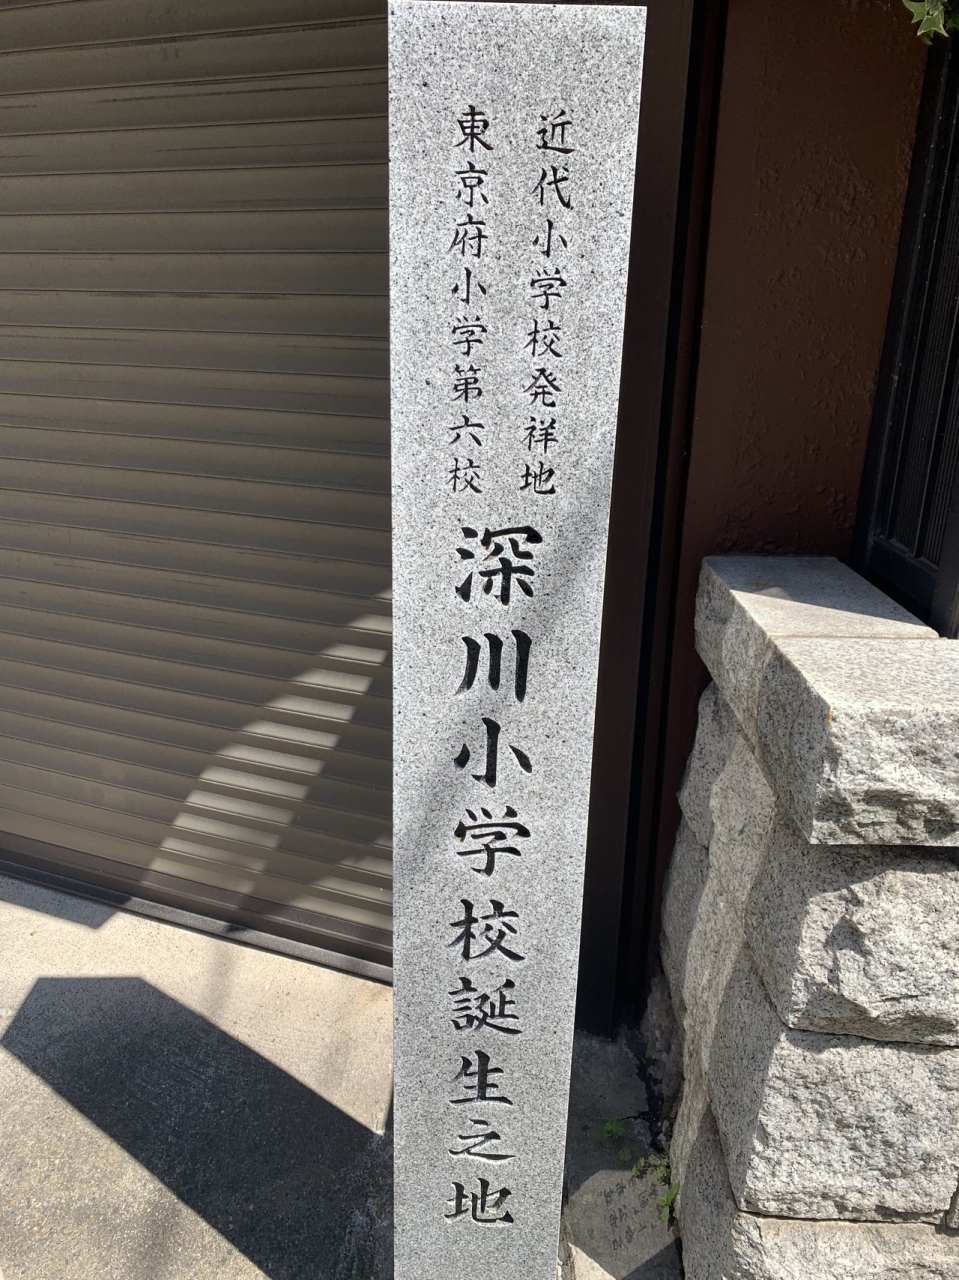 近代小学校発祥地
東京府小学第六校
深川小学校誕生之地